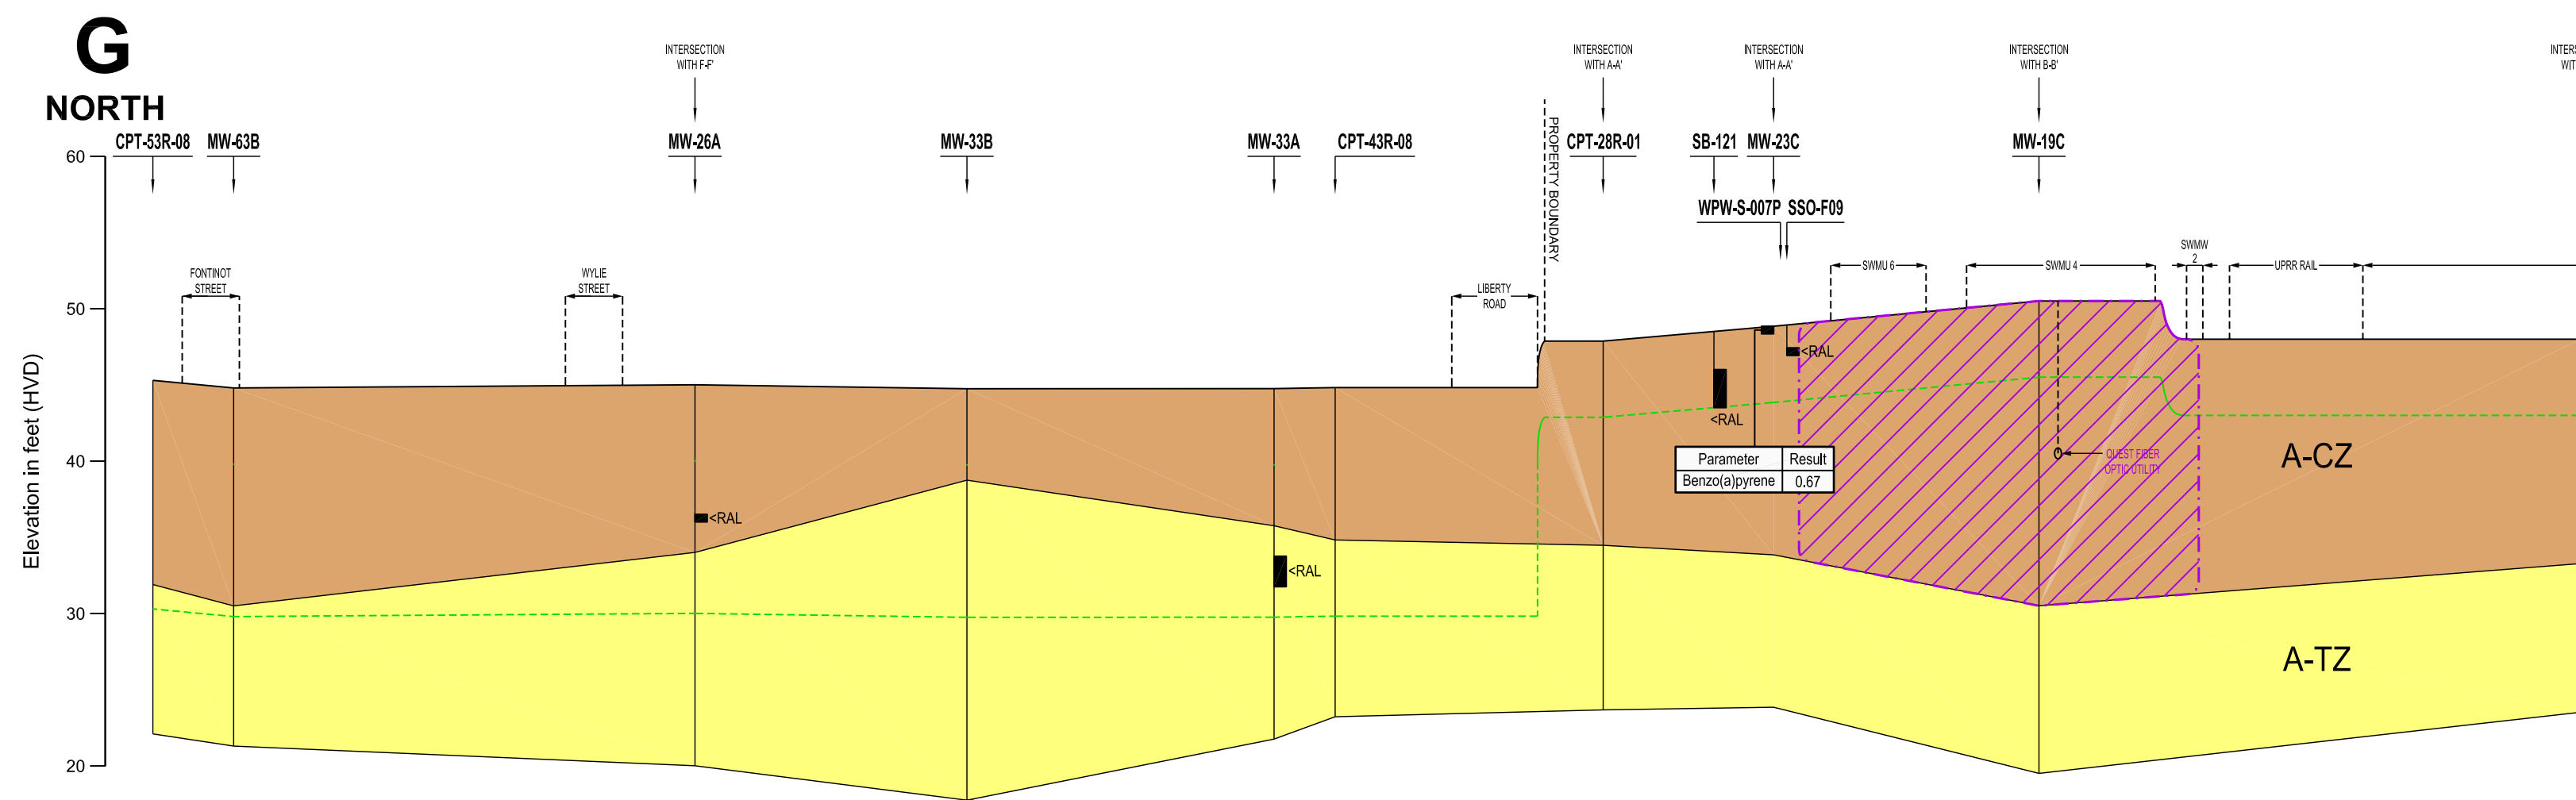 G
NORTH
INTERSECTION
WITH F-F'
INTERSECTION
WITH A-A'
INTERSECTION
WITH A-A'
INTERSECTION
WITH B-B'
CPT-53R-08 MW-63B MW-26A MW-33B MW-33A CPT-43R-08 CPT-28R-01 SB-121 MW-23C MW-19C
PROPERTY BOUNDARY
WPW-S-007P SSO-F09
FONTINOT
STREET
WYLIE
STREET
LIBERTY
ROAD
SWMU 6
SWMU 4
SWMW
2
UPRR RAIL
Elevation in feet (HVD)
60
50
40
30
20
<RAL
<RAL
<RAL
<RAL
Parameter Result
Benzo(a)pyrene 0.67
QUEST FIBER
OPTIC UTILITY
A-CZ
A-TZ